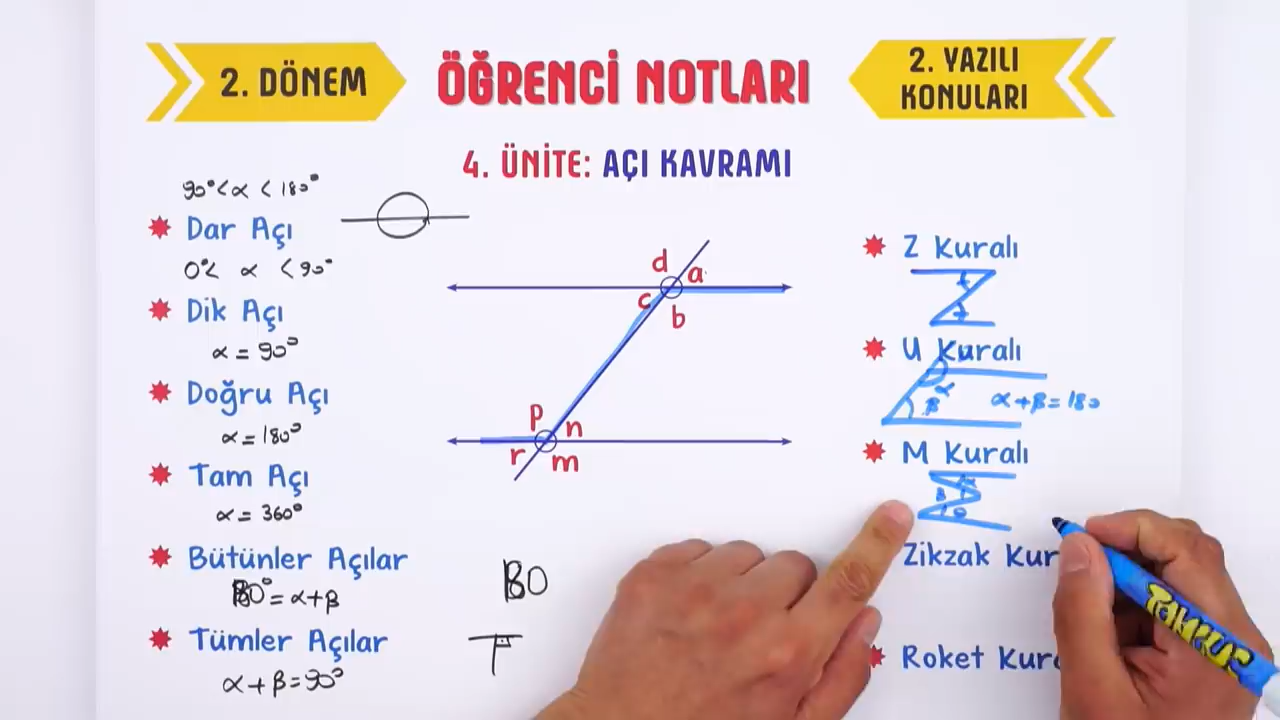 2. DÖNEM
ÖĞRENCİ NOTLARI
2. YAZILI
KONULARI
4. ÜNİTE: AÇI KAVRAMI
90°<α<180°
Dar Açı
0°< α <90°
Dik Açı
α=90°
Doğru Açı
α=180°
Tam Açı
α=360°
Bütünler Açılar
180°=α+β
Tümler Açılar
α+β=90°
d a
c b
p n
r m
180
T
Z Kuralı
U Kuralı
α
β
α+β=180
M Kuralı
Zikzak Kur
Roket Kur
TANKUS